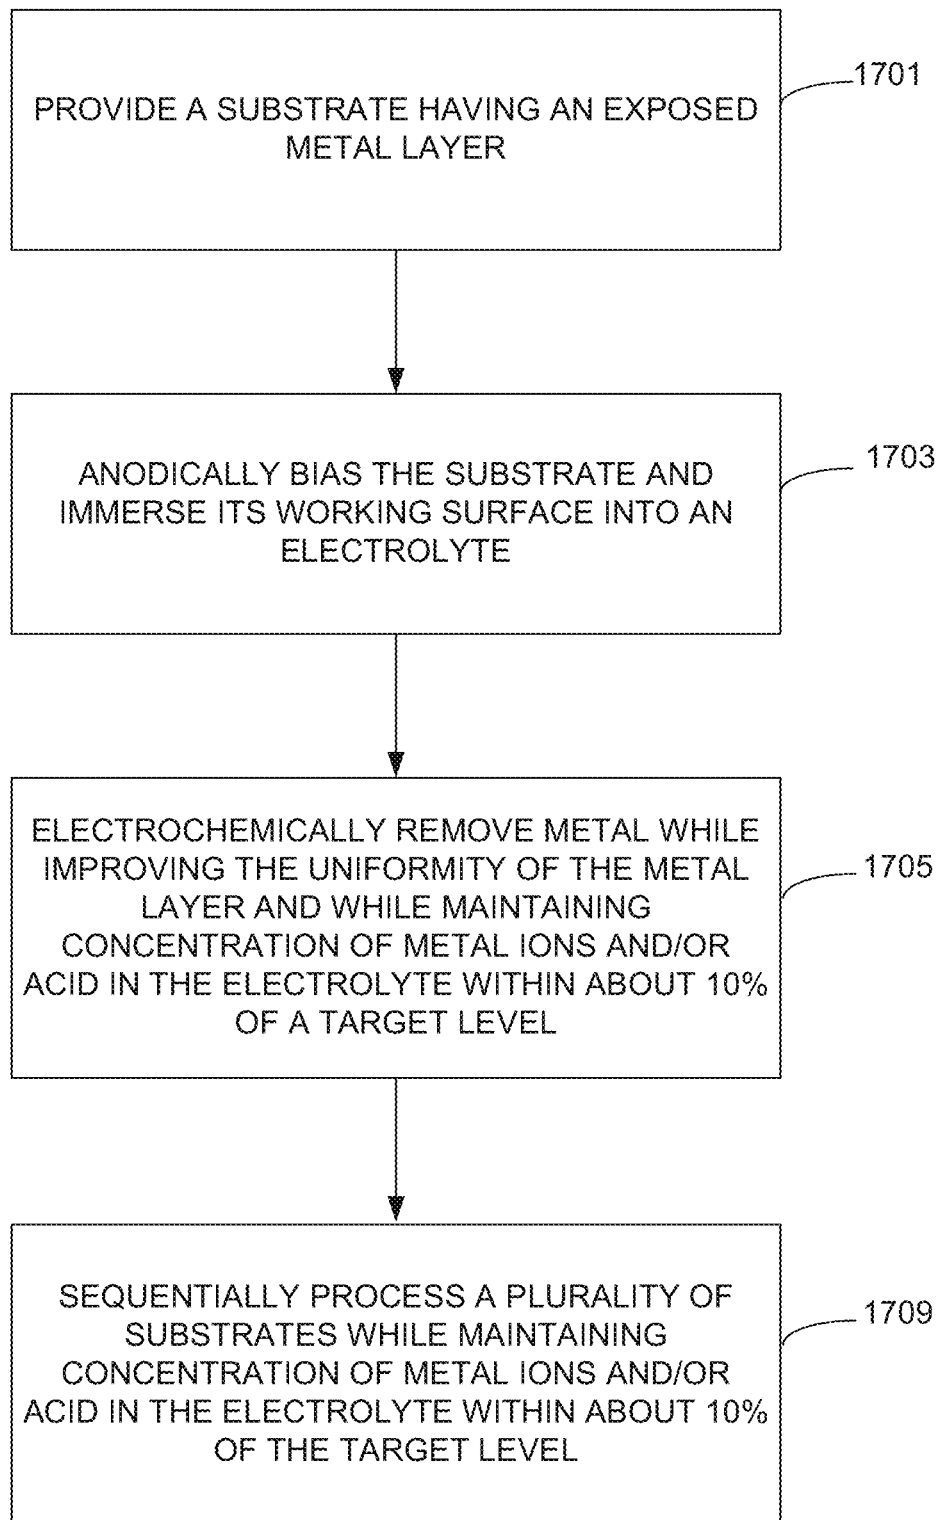 PROVIDE A SUBSTRATE HAVING AN EXPOSED
METAL LAYER
1701
ANODICALLY BIAS THE SUBSTRATE AND
IMMERSE ITS WORKING SURFACE INTO AN
ELECTROLYTE
1703
ELECTROCHEMICALLY REMOVE METAL WHILE
IMPROVING THE UNIFORMITY OF THE METAL
LAYER AND WHILE MAINTAINING
CONCENTRATION OF METAL IONS AND/OR
ACID IN THE ELECTROLYTE WITHIN ABOUT 10%
OF A TARGET LEVEL
1705
SEQUENTIALLY PROCESS A PLURALITY OF
SUBSTRATES WHILE MAINTAINING
CONCENTRATION OF METAL IONS AND/OR
ACID IN THE ELECTROLYTE WITHIN ABOUT 10%
OF THE TARGET LEVEL
1709